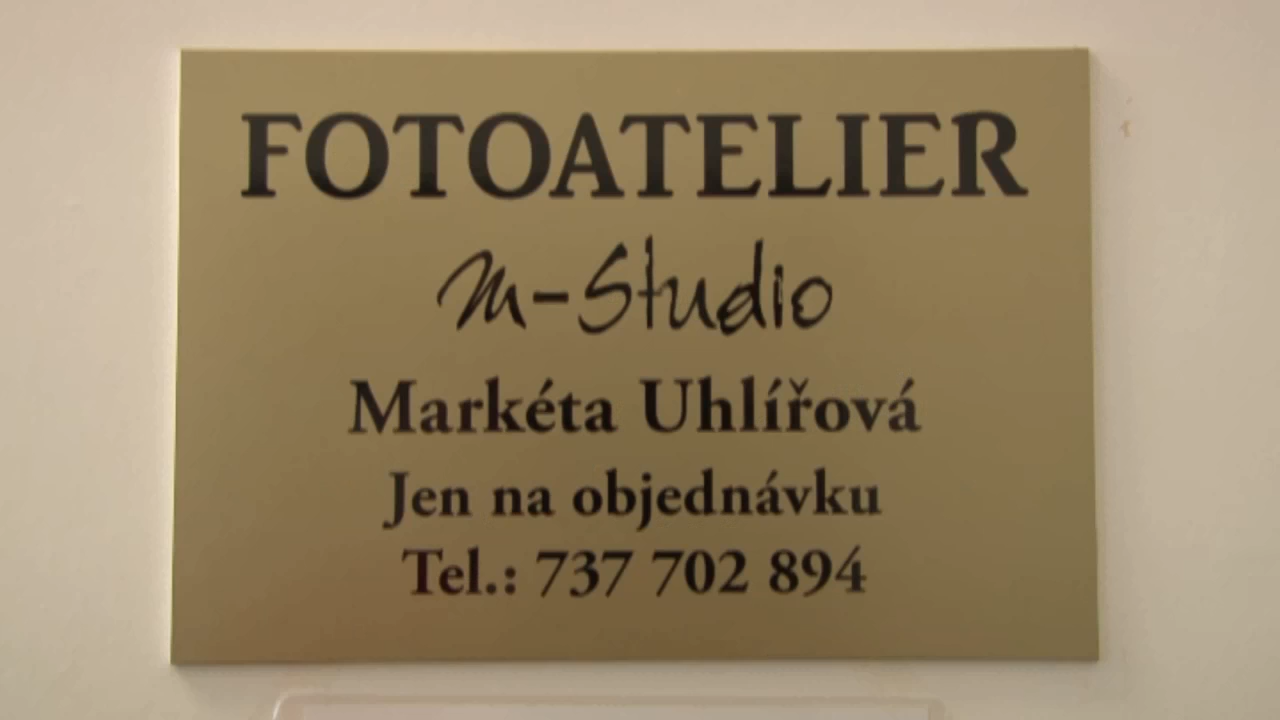 FOTOATELIER
M-Studio
Markéta Uhlířová
Jen na objednávku
Tel.: 737 702 894